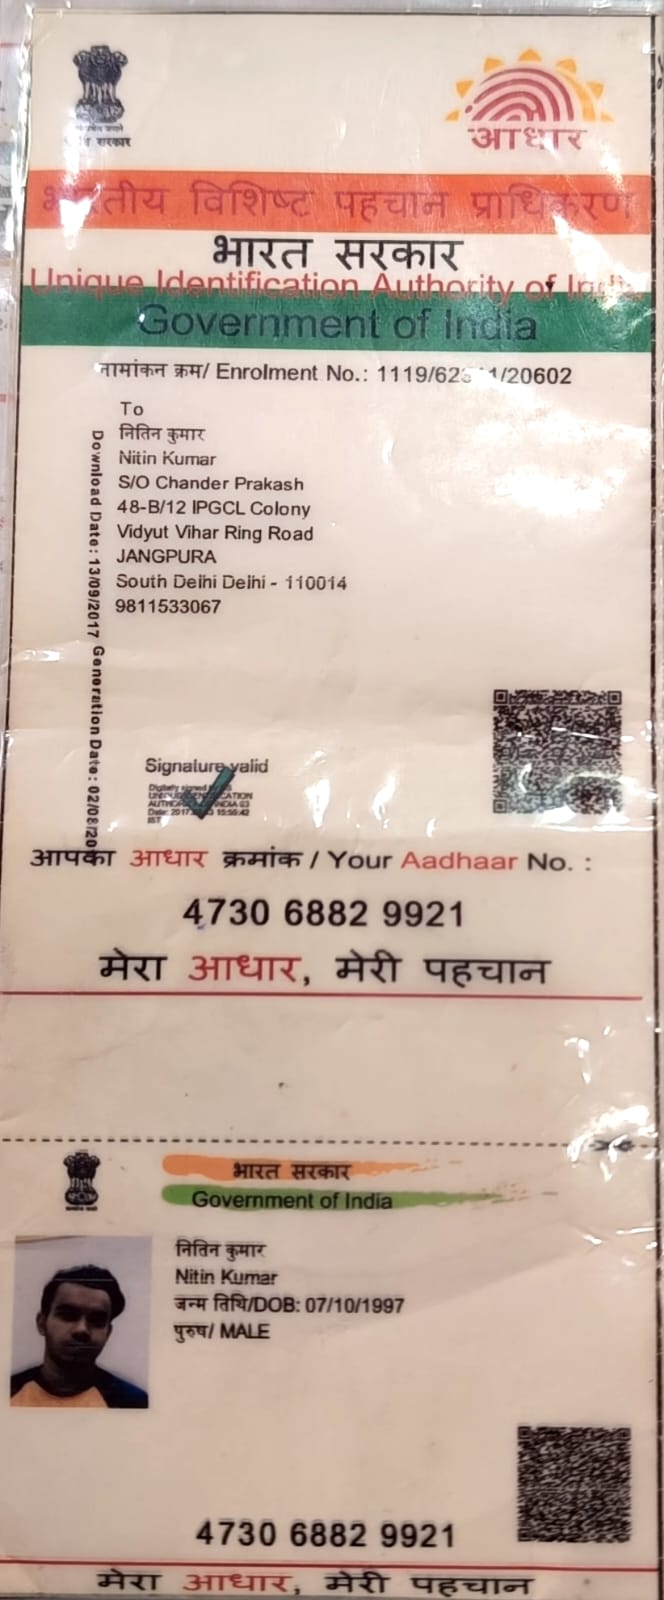 आधार
भारतीय विशिष्ट पहचान प्राधिकरण
भारत सरकार
Unique Identification Authority of India
Government of India
नामांकन क्रम/ Enrolment No.: /20602
To
नितिन कुमार
Nitin Kumar
S/O Chander Prakash
48-B/12 IPGCL Colony
Vidyut Vihar Ring Road
JANGPURA
South Delhi Delhi - 110014
9811533067
Download Date: 13/09/2017 Generation Date:
Signature valid
आपका आधार क्रमांक / Your Aadhaar No. :
4730 6882 9921
मेरा आधार, मेरी पहचान
भारत सरकार
Government of India
नितिन कुमार
Nitin Kumar
जन्म तिथि/DOB: 07/10/1997
पुरुष/ MALE
4730 6882 9921
मेरा आधार, मेरी पहचान